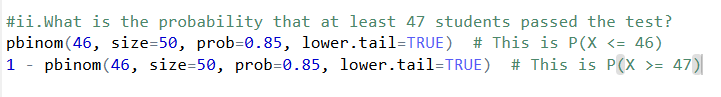 #ii.What is the probability that at least 47 students passed the test?
pbinom(46, size=50, prob=0.85, lower.tail=TRUE)  # This is P(X <= 46)
1 - pbinom(46, size=50, prob=0.85, lower.tail=TRUE)  # This is P(X >= 47)